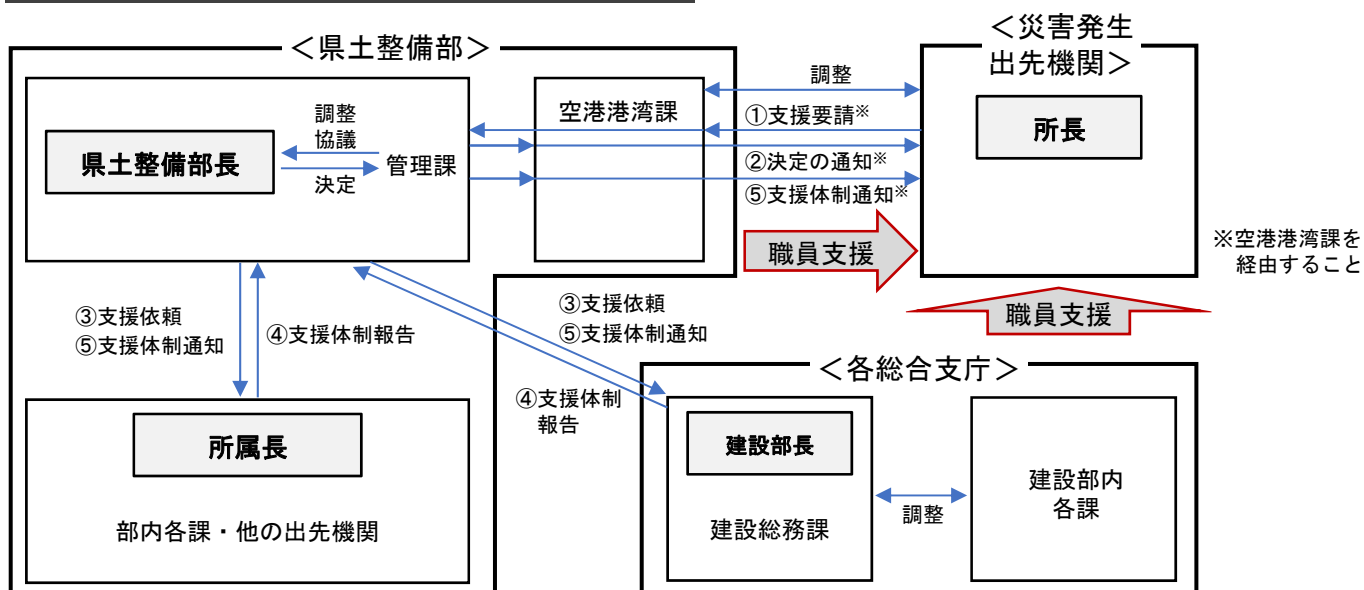 ＜県土整備部＞
＜災害発生
出先機関＞
調整
協議
県土整備部長
管理課
決定
空港港湾課
調整
①支援要請※
②決定の通知※
⑤支援体制通知※
所長
職員支援
※空港港湾課を
経由すること
職員支援
③支援依頼
⑤支援体制通知
④支援体制報告
③支援依頼
⑤支援体制通知
④支援体制
報告
所属長
部内各課・他の出先機関
＜各総合支庁＞
建設部長
建設総務課
調整
建設部内
各課